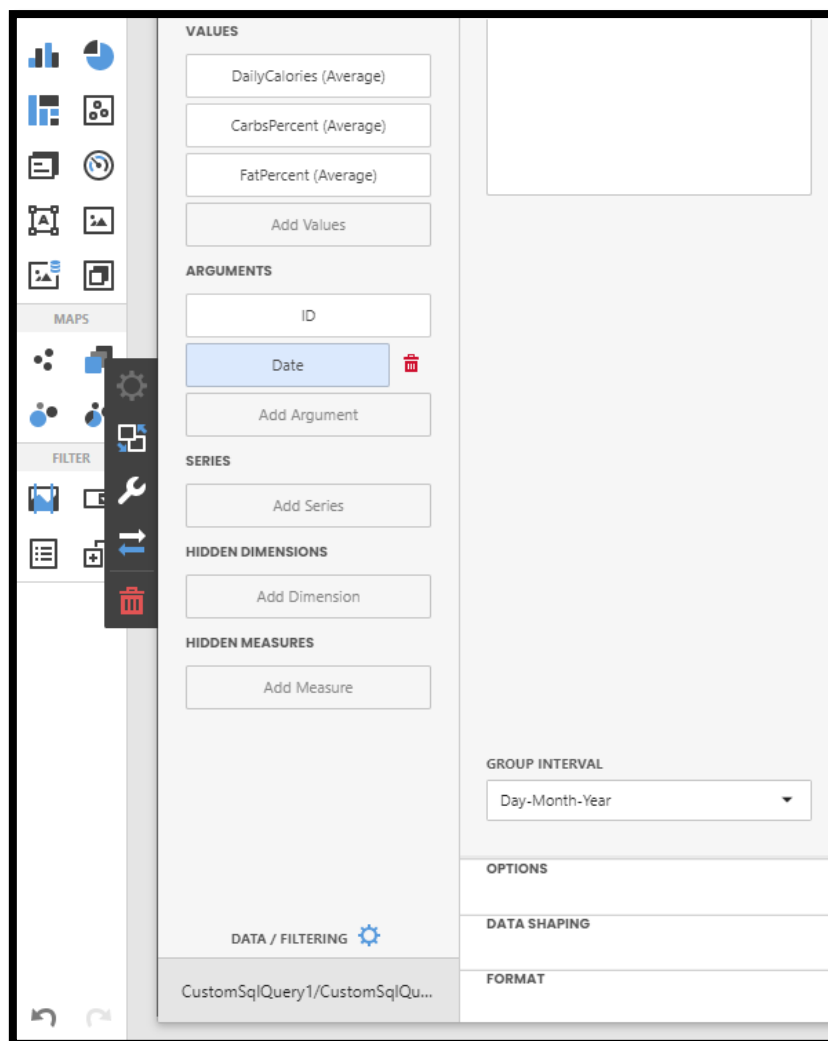 VALUES
DailyCalories (Average)
CarbsPercent (Average)
FatPercent (Average)
Add Values
ARGUMENTS
ID
Date
Add Argument
SERIES
Add Series
HIDDEN DIMENSIONS
Add Dimension
HIDDEN MEASURES
Add Measure
DATA / FILTERING
CustomSqlQuery1/CustomSqlQu...
MAPS
FILTER
GROUP INTERVAL
Day-Month-Year
OPTIONS
DATA SHAPING
FORMAT